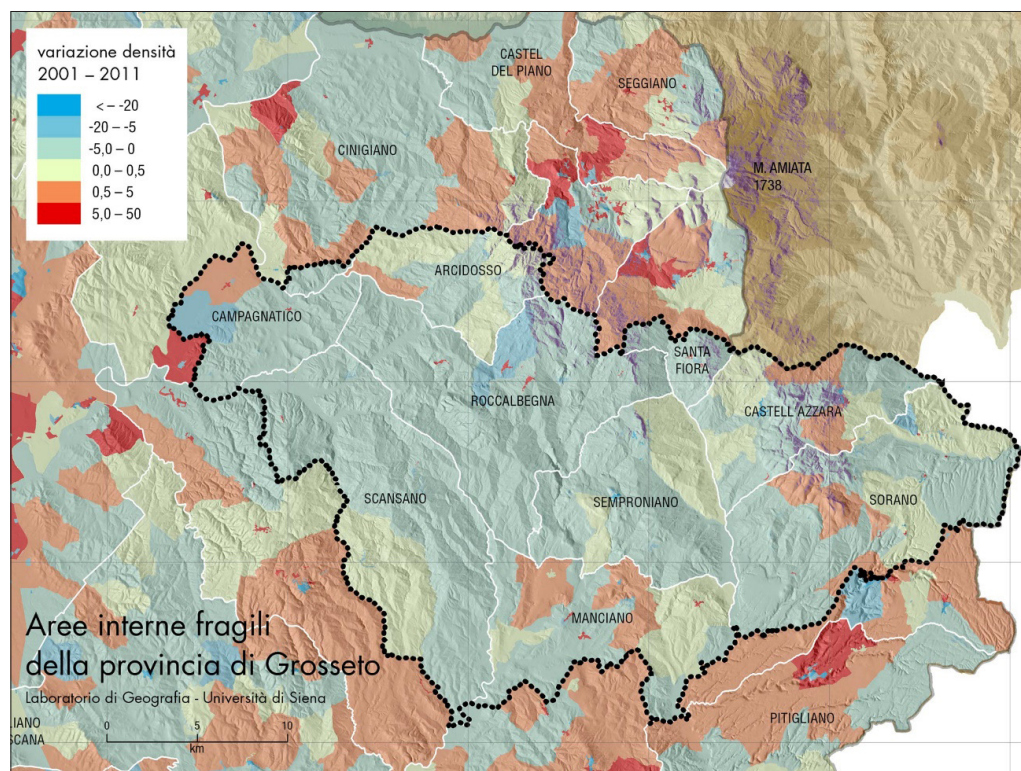 variazione densità
2001 – 2011
< – -20
-20 – -5
-5,0 – 0
0,0 – 0,5
0,5 – 5
5,0 – 50
CASTEL
DEL PIANO
SEGGIANO
CINIGIANO
M. AMIATA
1738
ARCIDOSSO
CAMPAGNATICO
SANTA
FIORA
ROCCALBEGNA
CASTELL AZZARA
SCANSANO
SEMPRONIANO
SORANO
MANCIANO
PITIGLIANO
Aree interne fragili
della provincia di Grosseto
Laboratorio di Geografia - Università di Siena
0 5 10
km
LIANO
SCANA